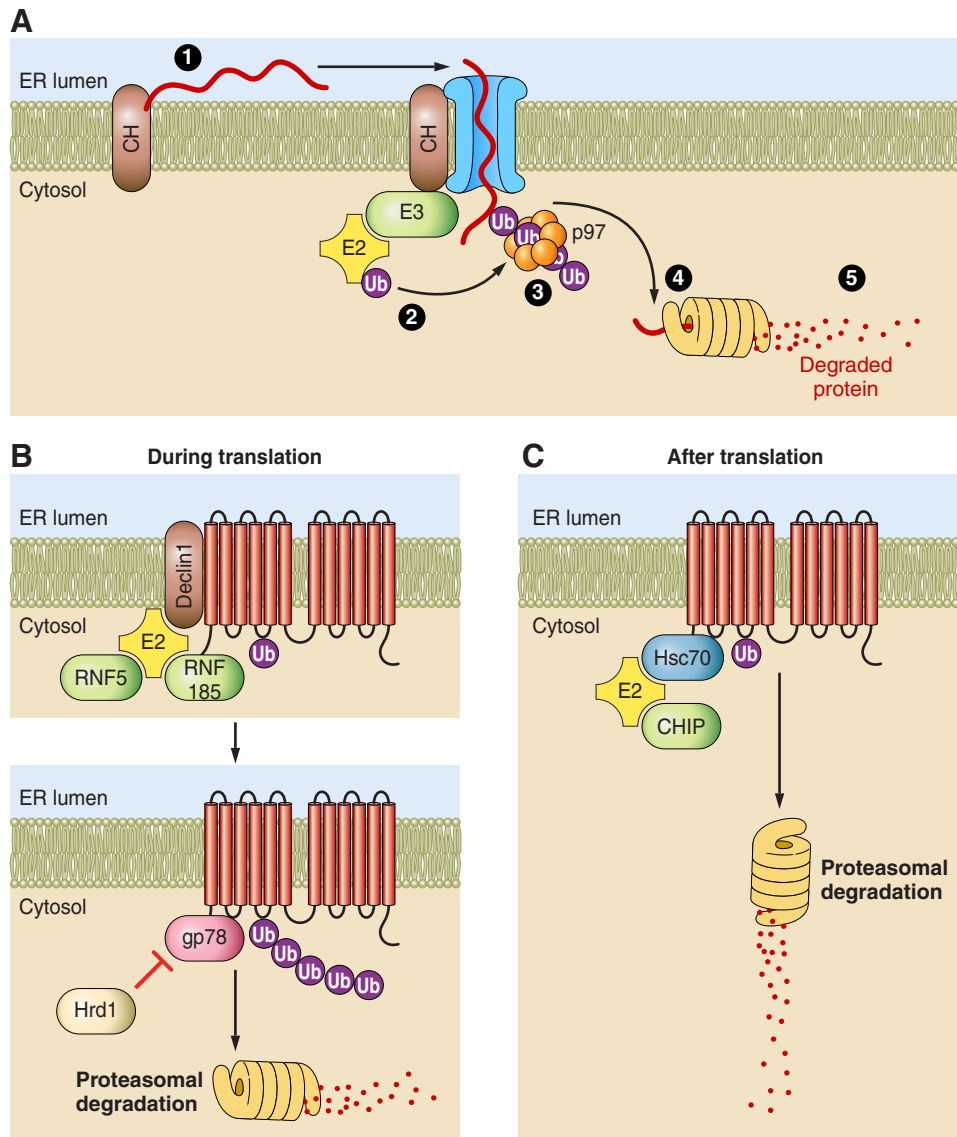 A
1
ER lumen
CH
CH
Cytosol
E3
E2
Ub
Ub
Ub
Ub
Ub
p97
2
3
4
5
Degraded
protein
B
During translation
ER lumen
Declin1
Cytosol
E2
Ub
RNF5
RNF
185
ER lumen
Cytosol
gp78
Ub
Ub
Ub
Ub
Ub
Hrd1
Proteasomal
degradation
C
After translation
ER lumen
Cytosol
Hsc70
Ub
E2
CHIP
Proteasomal
degradation